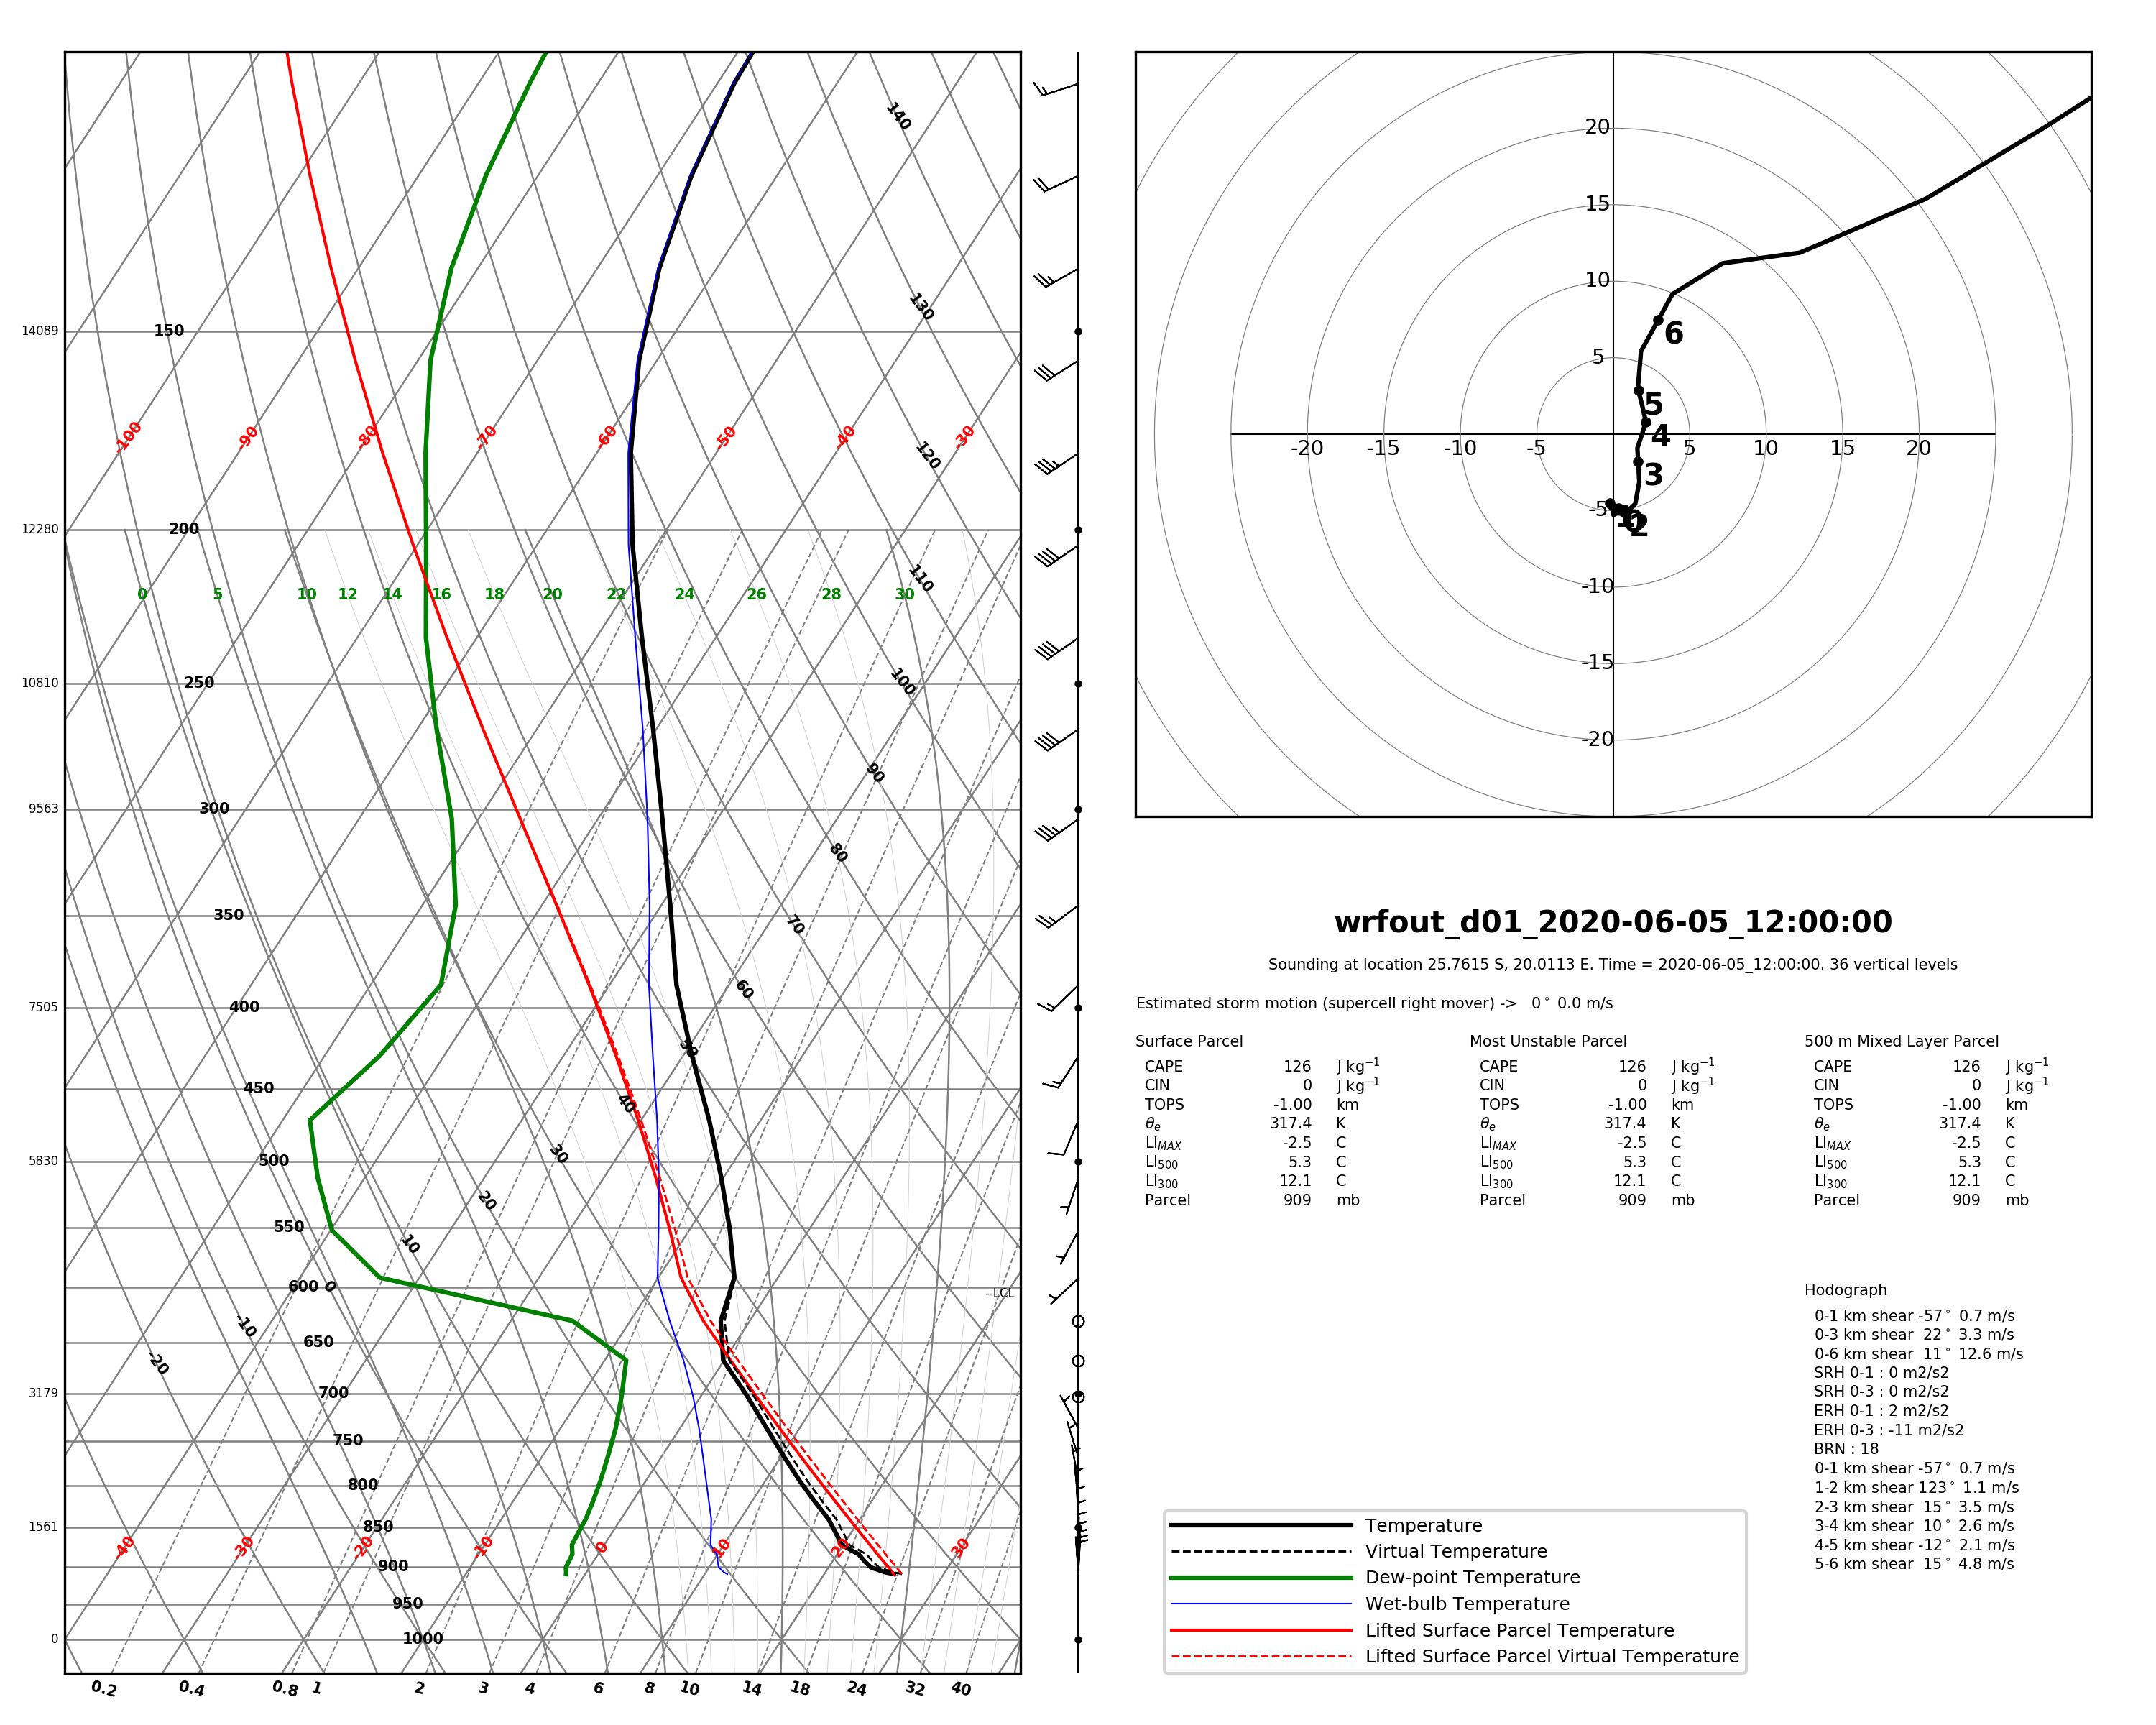 140
130
14089 150
-100 -90 -80 -70 -60 -50 -40 -30
120
12280 200
110
0 5 10 12 14 16 18 20 22 24 26 28 30
100
10810 250
90
9563 300
80
350
70
60
7505 400
50
450
40
5830 500
30
20
550
10
600 0
--LCL
-10
650
-20
3179 700
750
800
1561 850
-40 -30 -20 -10 0 10 20 30
900
950
0 1000
0.2 0.4 0.8 1 2 3 4 6 8 10 14 18 24 32 40
20
15
10
6
5
5
4
-20 -15 -10 -5 5 10 15 20
3
-5
1
2
-10
-15
-20
wrfout_d01_2020-06-05_12:00:00
Sounding at location 25.7615 S, 20.0113 E. Time = 2020-06-05_12:00:00. 36 vertical levels
Estimated storm motion (supercell right mover) -> 0° 0.0 m/s
Surface Parcel Most Unstable Parcel 500 m Mixed Layer Parcel
CAPE 126 J kg⁻¹ CAPE 126 J kg⁻¹ CAPE 126 J kg⁻¹
CIN 0 J kg⁻¹ CIN 0 J kg⁻¹ CIN 0 J kg⁻¹
TOPS -1.00 km TOPS -1.00 km TOPS -1.00 km
θₑ 317.4 K θₑ 317.4 K θₑ 317.4 K
LI_MAX -2.5 C LI_MAX -2.5 C LI_MAX -2.5 C
LI₅₀₀ 5.3 C LI₅₀₀ 5.3 C LI₅₀₀ 5.3 C
LI₃₀₀ 12.1 C LI₃₀₀ 12.1 C LI₃₀₀ 12.1 C
Parcel 909 mb Parcel 909 mb Parcel 909 mb
Hodograph
0-1 km shear -57° 0.7 m/s
0-3 km shear 22° 3.3 m/s
0-6 km shear 11° 12.6 m/s
SRH 0-1 : 0 m2/s2
SRH 0-3 : 0 m2/s2
ERH 0-1 : 2 m2/s2
ERH 0-3 : -11 m2/s2
BRN : 18
0-1 km shear -57° 0.7 m/s
1-2 km shear 123° 1.1 m/s
2-3 km shear 15° 3.5 m/s
3-4 km shear 10° 2.6 m/s
4-5 km shear -12° 2.1 m/s
5-6 km shear 15° 4.8 m/s
Temperature
Virtual Temperature
Dew-point Temperature
Wet-bulb Temperature
Lifted Surface Parcel Temperature
Lifted Surface Parcel Virtual Temperature